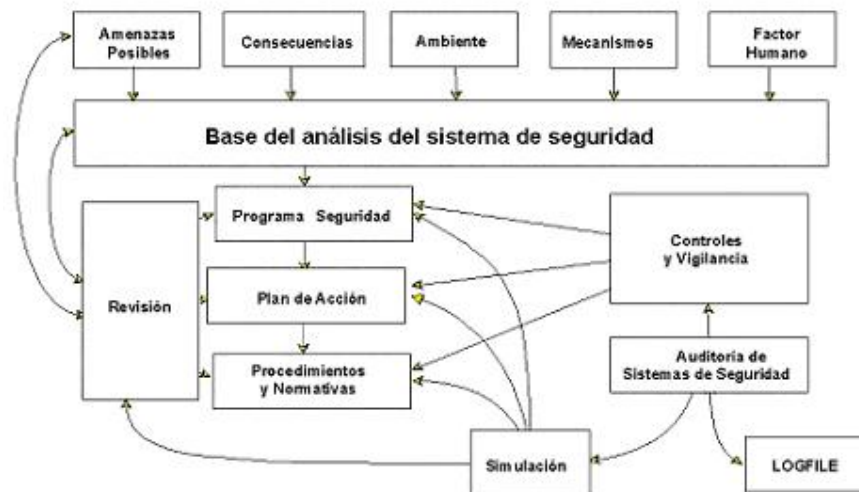 Amenazas
Posibles
Consecuencias
Ambiente
Mecanismos
Factor
Humano
Base del análisis del sistema de seguridad
Programa Seguridad
Controles
y Vigilancia
Plan de Acción
Revisión
Procedimientos
y Normativas
Auditoría de
Sistemas de Seguridad
Simulación
LOGFILE